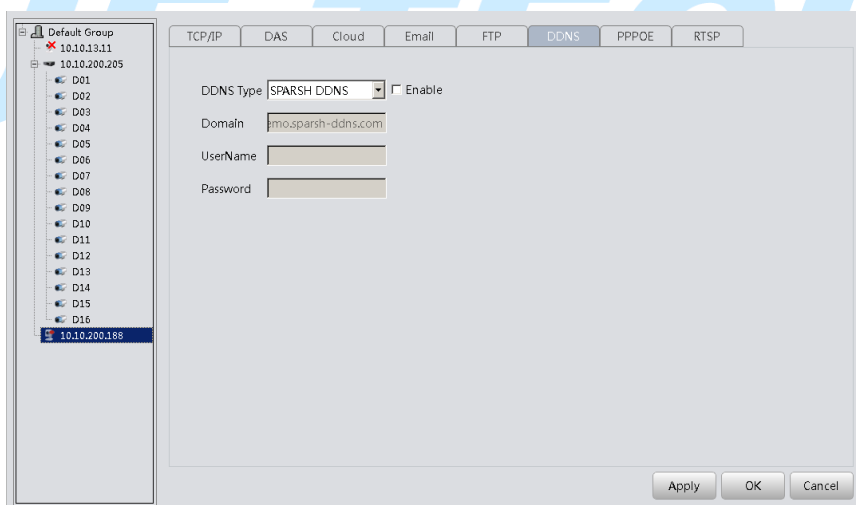 Default Group
10.10.13.11
10.10.200.205
D01
D02
D03
D04
D05
D06
D07
D08
D09
D10
D11
D12
D13
D14
D15
D16
10.10.200.188
TCP/IP DAS Cloud Email FTP DDNS PPPOE RTSP
DDNS Type SPARSH DDNS Enable
Domain emo.sparsh-ddns.com
UserName
Password
Apply OK Cancel